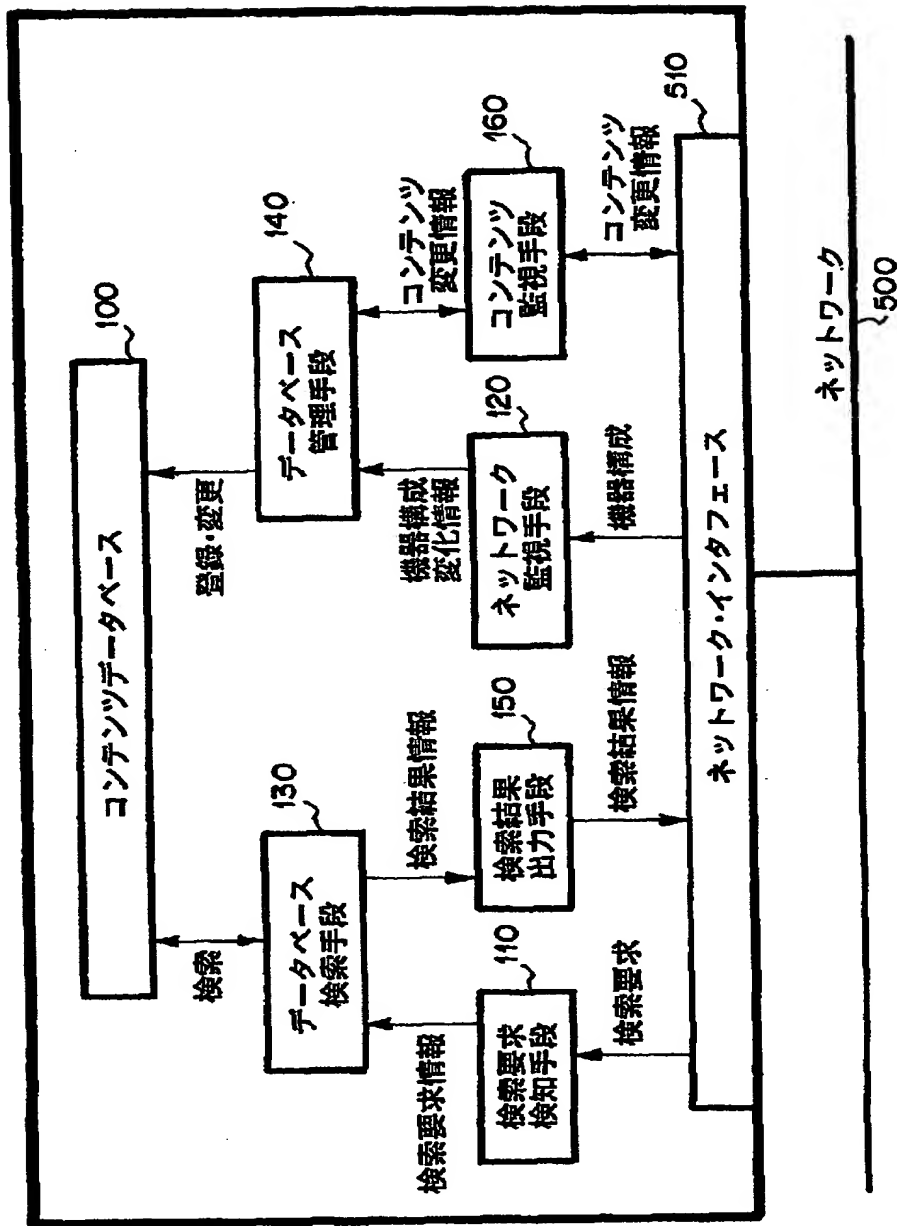 100
コンテンツデータベース
検索
登録・変更
130
データベース
検索手段
140
データベース
管理手段
検索要求情報
検索結果情報
機器構成
変化情報
コンテンツ
変更情報
110
検索要求
検知手段
150
検索結果
出力手段
120
ネットワーク
監視手段
160
コンテンツ
監視手段
検索要求
検索結果情報
機器構成
コンテンツ
変更情報
510
ネットワーク・インタフェース
ネットワーク
500